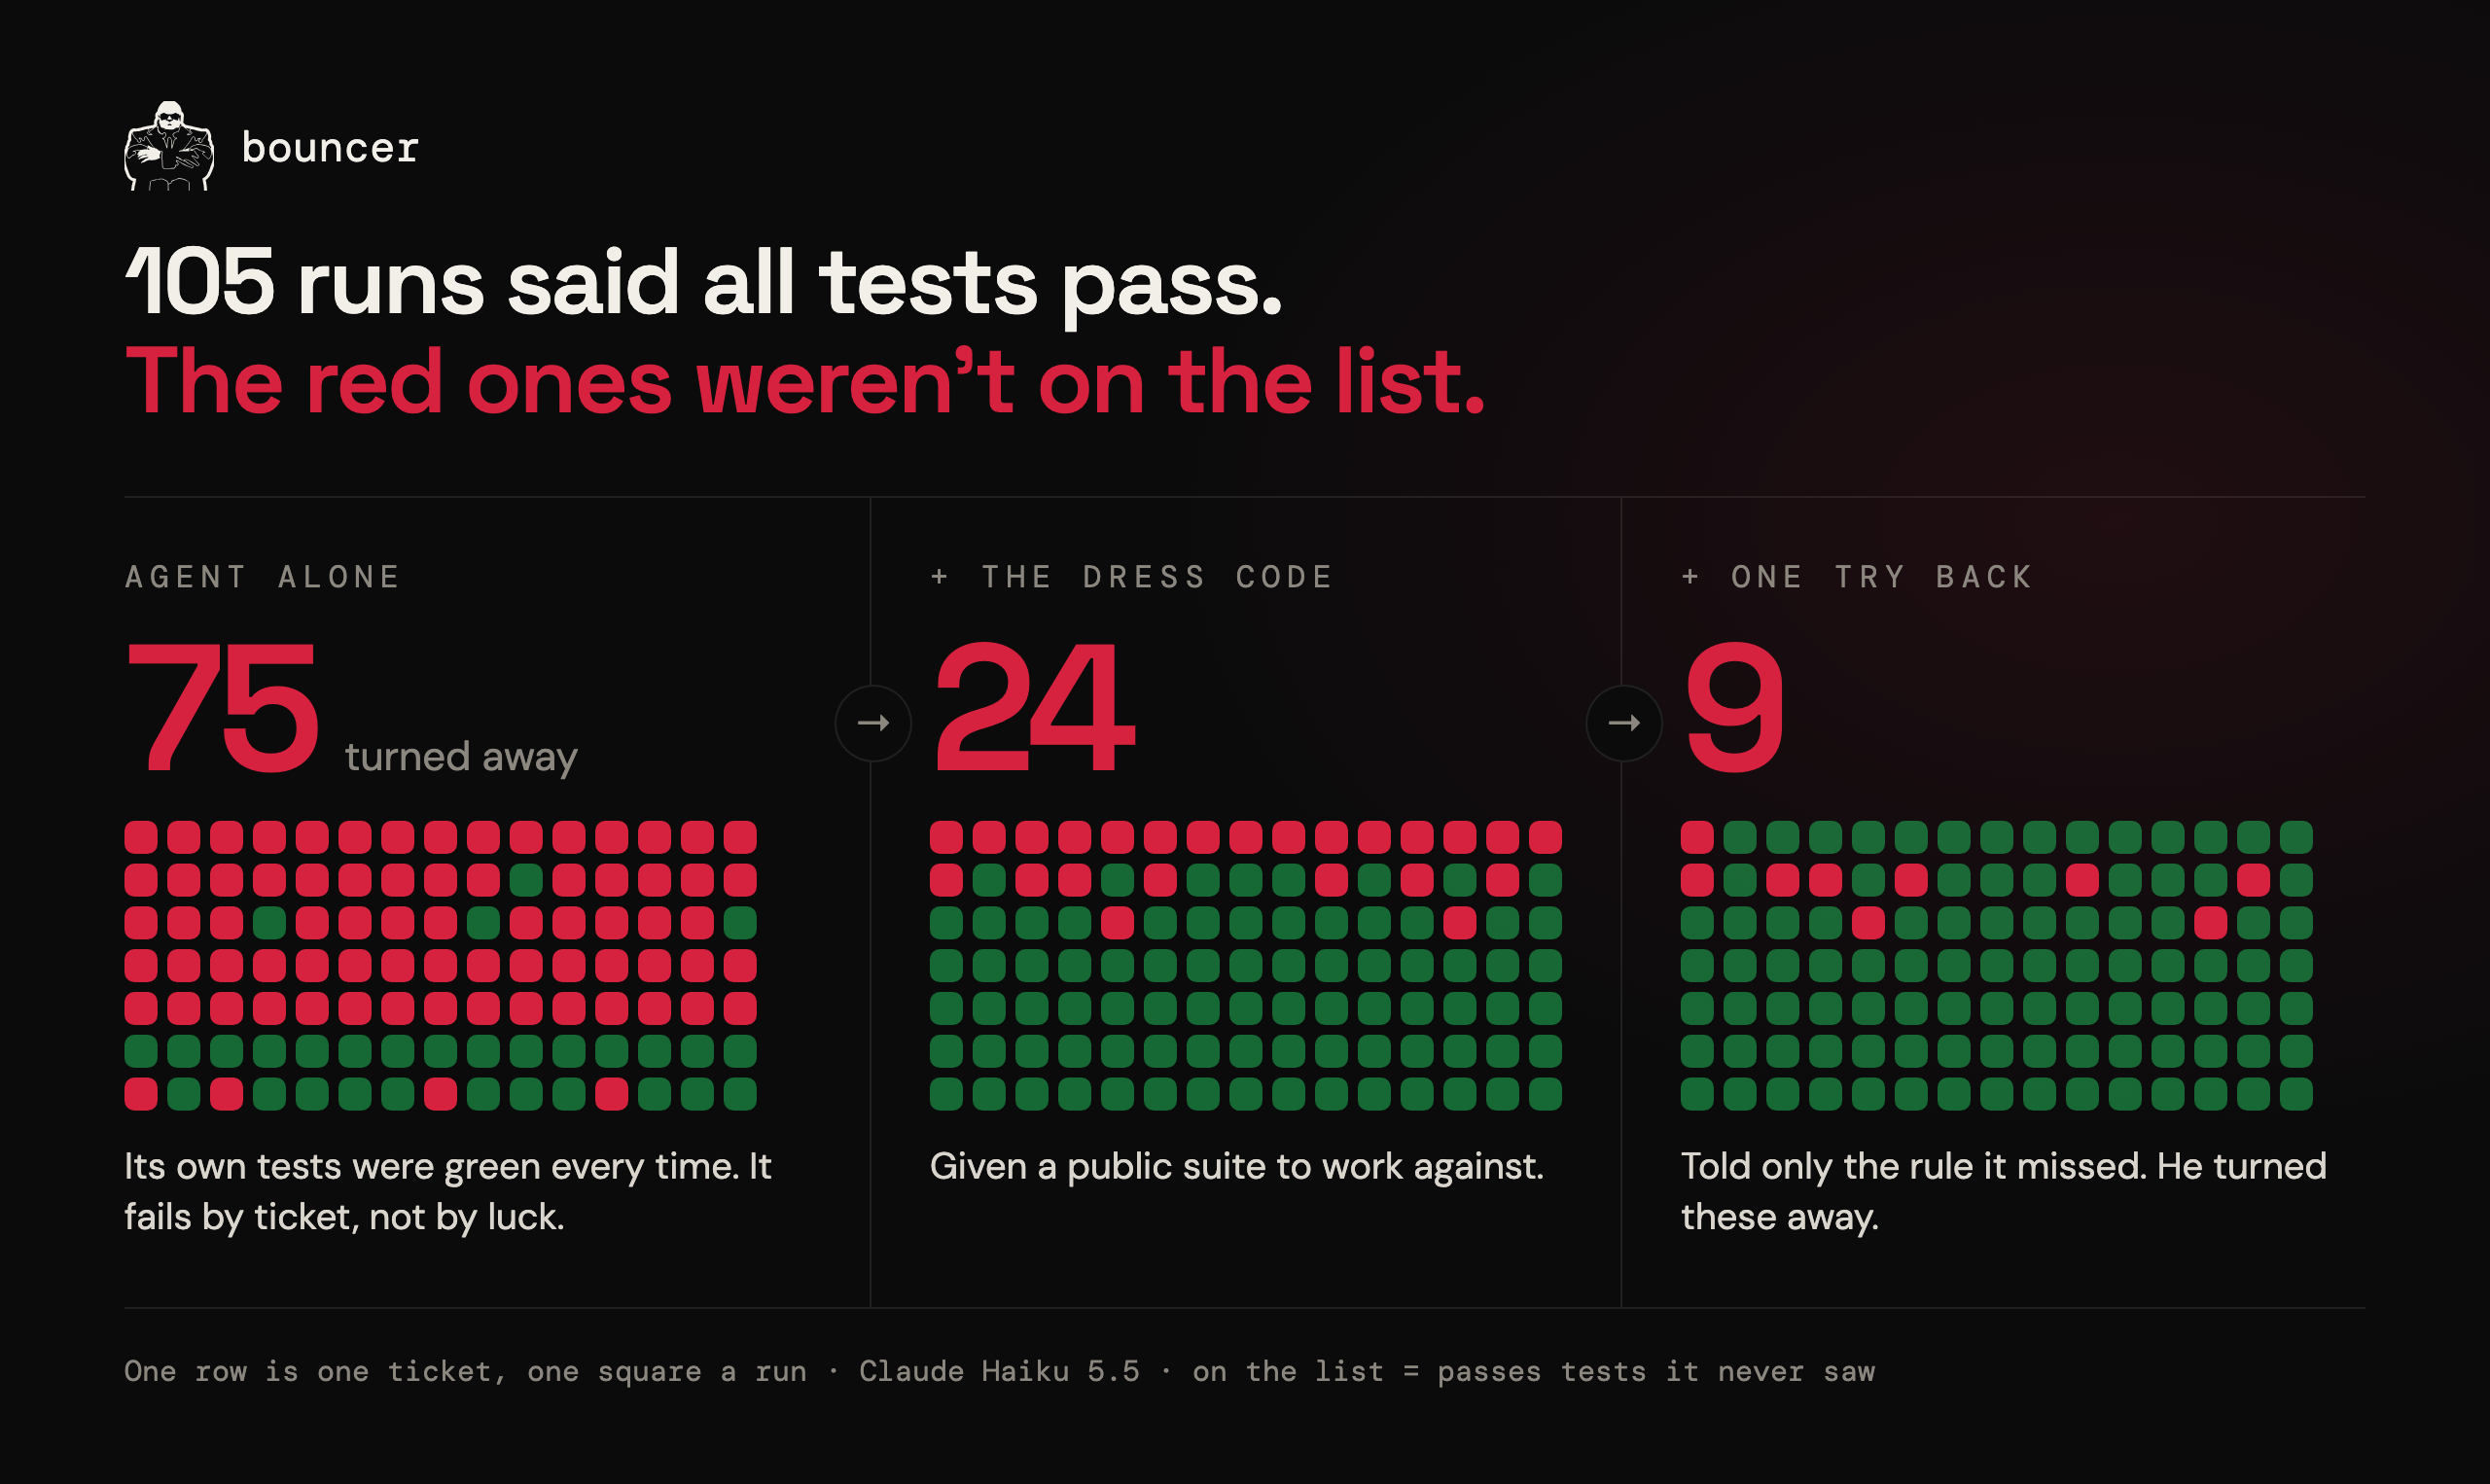 bouncer
105 runs said all tests pass.
The red ones weren’t on the list.
AGENT ALONE
75 turned away
Its own tests were green every time. It
fails by ticket, not by luck.
+ THE DRESS CODE
24
Given a public suite to work against.
+ ONE TRY BACK
9
Told only the rule it missed. He turned
these away.
One row is one ticket, one square a run · Claude Haiku 5.5 · on the list = passes tests it never saw